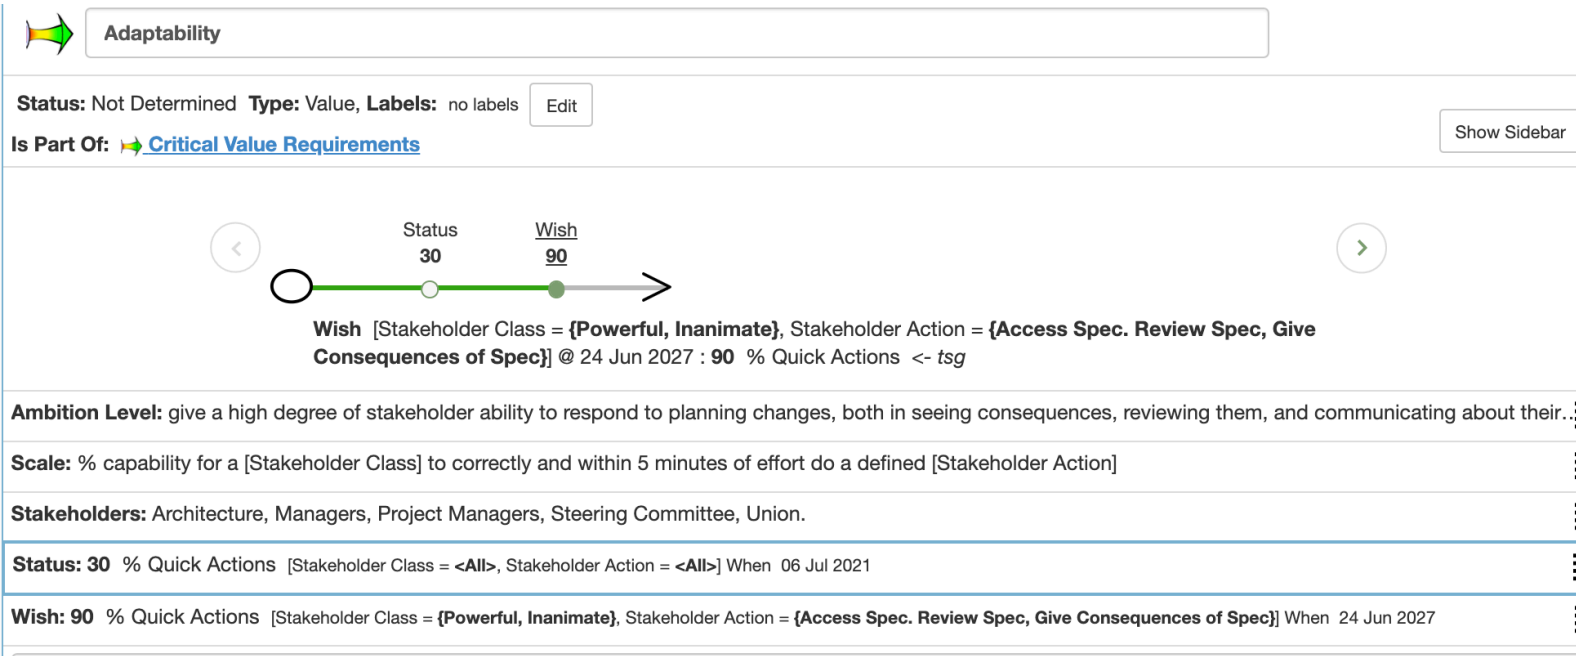 Adaptability
Status: Not Determined Type: Value, Labels: no labels Edit
Is Part Of: Critical Value Requirements
Show Sidebar
Status Wish
30 90
Wish [Stakeholder Class = {Powerful, Inanimate}, Stakeholder Action = {Access Spec. Review Spec, Give
Consequences of Spec}] @ 24 Jun 2027 : 90 % Quick Actions <- tsg
Ambition Level: give a high degree of stakeholder ability to respond to planning changes, both in seeing consequences, reviewing them, and communicating about their...
Scale: % capability for a [Stakeholder Class] to correctly and within 5 minutes of effort do a defined [Stakeholder Action]
Stakeholders: Architecture, Managers, Project Managers, Steering Committee, Union.
Status: 30 % Quick Actions [Stakeholder Class = <All>, Stakeholder Action = <All>] When 06 Jul 2021
Wish: 90 % Quick Actions [Stakeholder Class = {Powerful, Inanimate}, Stakeholder Action = {Access Spec. Review Spec, Give Consequences of Spec}] When 24 Jun 2027